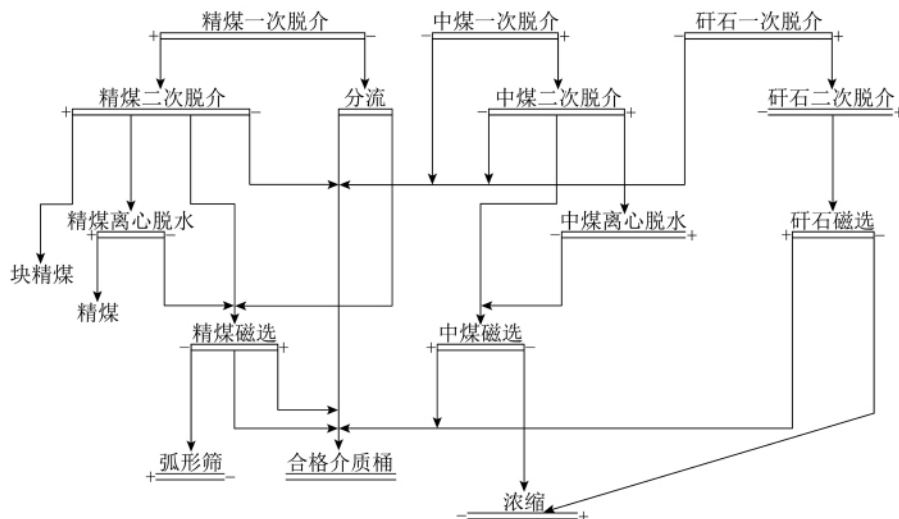 精煤一次脱介
中煤一次脱介
矸石一次脱介
+
-
-
+
-
+
精煤二次脱介
分流
中煤二次脱介
矸石二次脱介
+
-
-
+
-
+
精煤离心脱水
中煤离心脱水
矸石磁选
+
-
-
+
+
-
块精煤
精煤
精煤磁选
中煤磁选
-
+
+
-
弧形筛
合格介质桶
+
-
浓缩
-
+